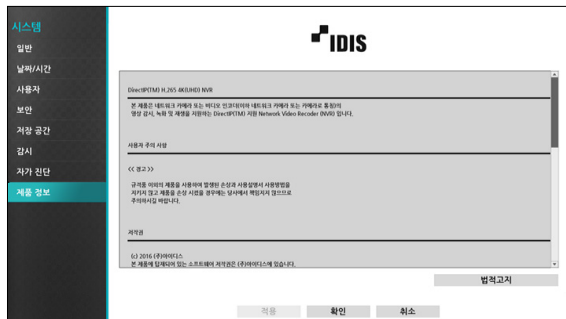 시스템
일반
날짜/시간
사용자
보안
저장 공간
감시
자가 진단
제품 정보
IDIS
DirectIP(TM) H.265 4K(UHD) NVR
본 제품은 네트워크 카메라 또는 비디오 인코더(이하 네트워크 카메라 또는 카메라로 통칭)의
영상 감시, 녹화 및 재생을 지원하는 DirectIP(TM) 지원 Network Video Recorder (NVR) 입니다.
사용자 주의 사항
<< 경고 >>
규격품 이외의 제품을 사용하여 발생된 손상과 사용설명서 사용방법을
지키지 않고 제품을 손상 시켰을 경우에는 당사에서 책임지지 않으므로
주의하시길 바랍니다.
저작권
(c) 2016 (주)아이디스
본 제품에 탑재되어 있는 소프트웨어 저작권은 (주)아이디스에 있습니다.
법적고지
적용
확인
취소